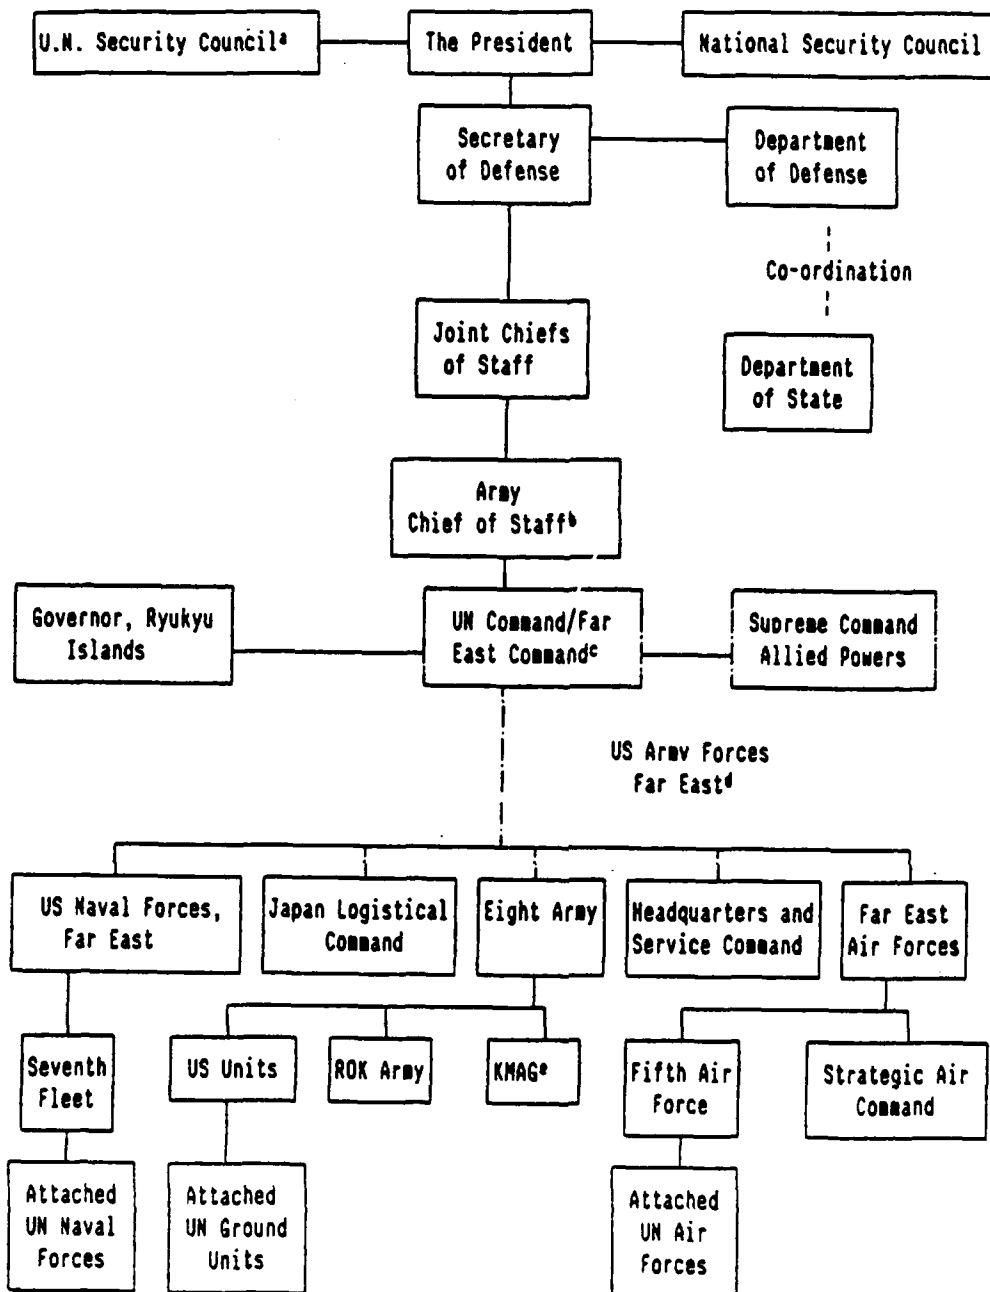 U.N. Security Councilᵃ
The President
National Security Council
Secretary
of Defense
Department
of Defense
Co-ordination
Joint Chiefs
of Staff
Department
of State
Army
Chief of Staffᵇ
Governor, Ryukyu
Islands
UN Command/Far
East Commandᶜ
Supreme Command
Allied Powers
US Army Forces
Far Eastᵈ
US Naval Forces,
Far East
Japan Logistical
Command
Eight Army
Headquarters and
Service Command
Far East
Air Forces
Seventh
Fleet
US Units
ROK Army
KMAGᵉ
Fifth Air
Force
Strategic Air
Command
Attached
UN Naval
Forces
Attached
UN Ground
Units
Attached
UN Air
Forces